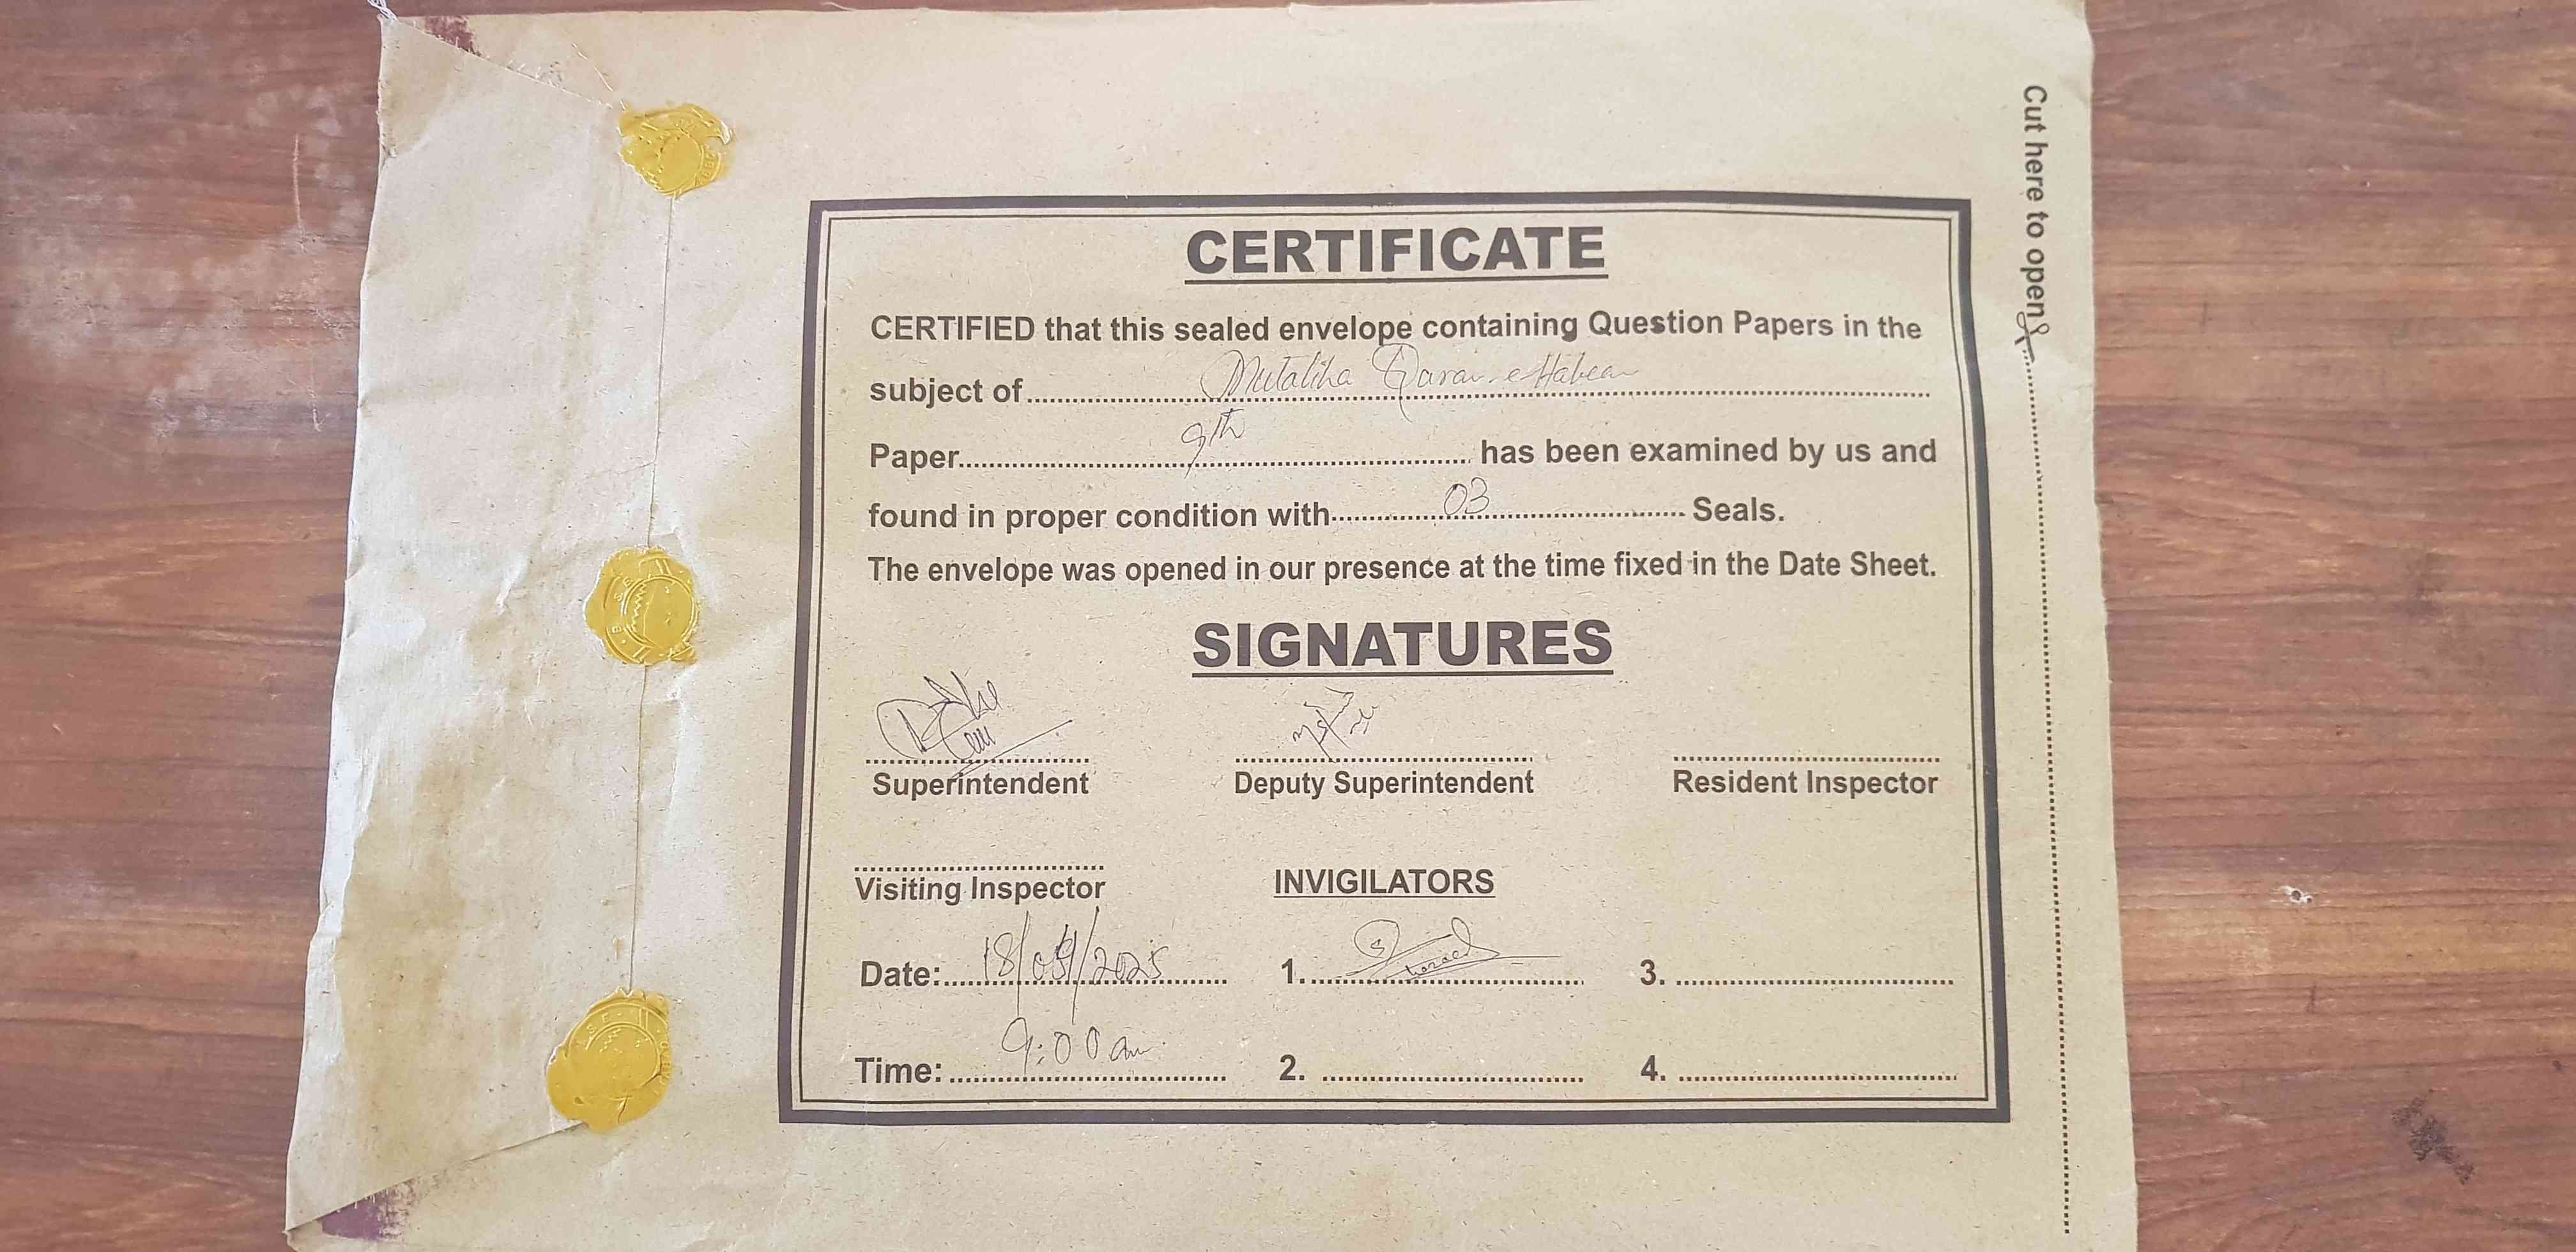 CERTIFICATE
CERTIFIED that this sealed envelope containing Question Papers in the
subject of Mutaliha Quran-e-Hakeem
Paper 9th has been examined by us and
found in proper condition with 03 Seals.
The envelope was opened in our presence at the time fixed in the Date Sheet.
SIGNATURES
Superintendent Deputy Superintendent Resident Inspector
Visiting Inspector INVIGILATORS
Date: 18/09/2025 1. 3.
Time: 9:00 am 2. 4.
Cut here to open